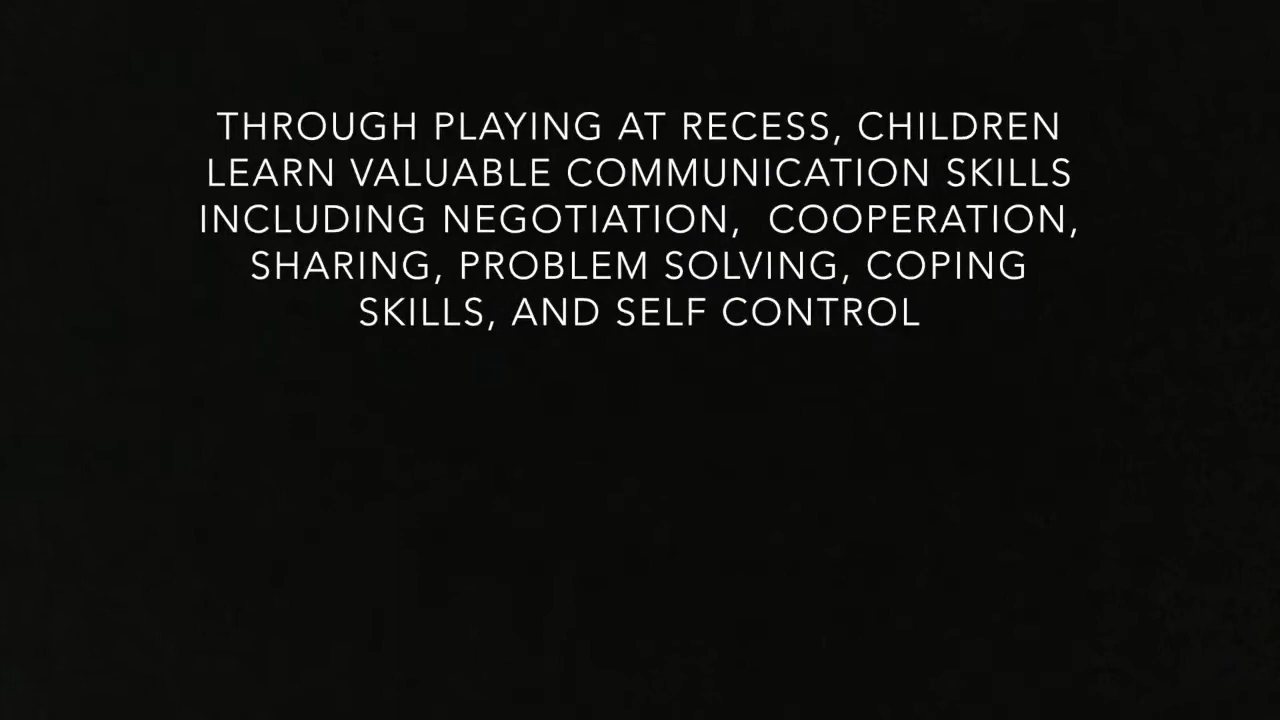 THROUGH PLAYING AT RECESS, CHILDREN
LEARN VALUABLE COMMUNICATION SKILLS
INCLUDING NEGOTIATION,  COOPERATION,
SHARING, PROBLEM SOLVING, COPING
SKILLS, AND SELF CONTROL